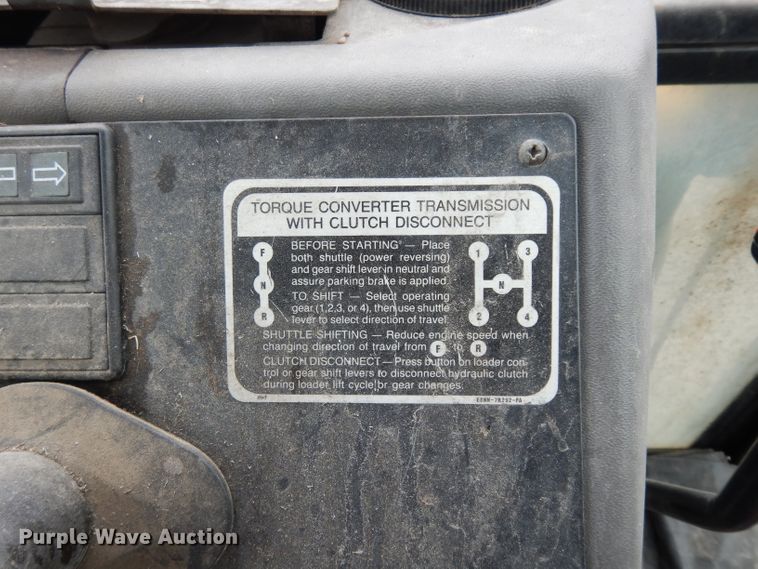 TORQUE CONVERTER TRANSMISSION
WITH CLUTCH DISCONNECT
BEFORE STARTING — Place
both shuttle (power reversing)
and gear shift lever in neutral and
assure parking brake is applied.
TO SHIFT — Select operating
gear (1,2,3, or 4), then use shuttle
lever to select direction of travel.
F
N
R
1
3
N
2
4
SHUTTLE SHIFTING — Reduce engine speed when
changing direction of travel from F to R
CLUTCH DISCONNECT — Press button on loader con-
trol or gear shift levers to disconnect hydraulic clutch
during loader lift cycle or gear changes.
Purple Wave Auction